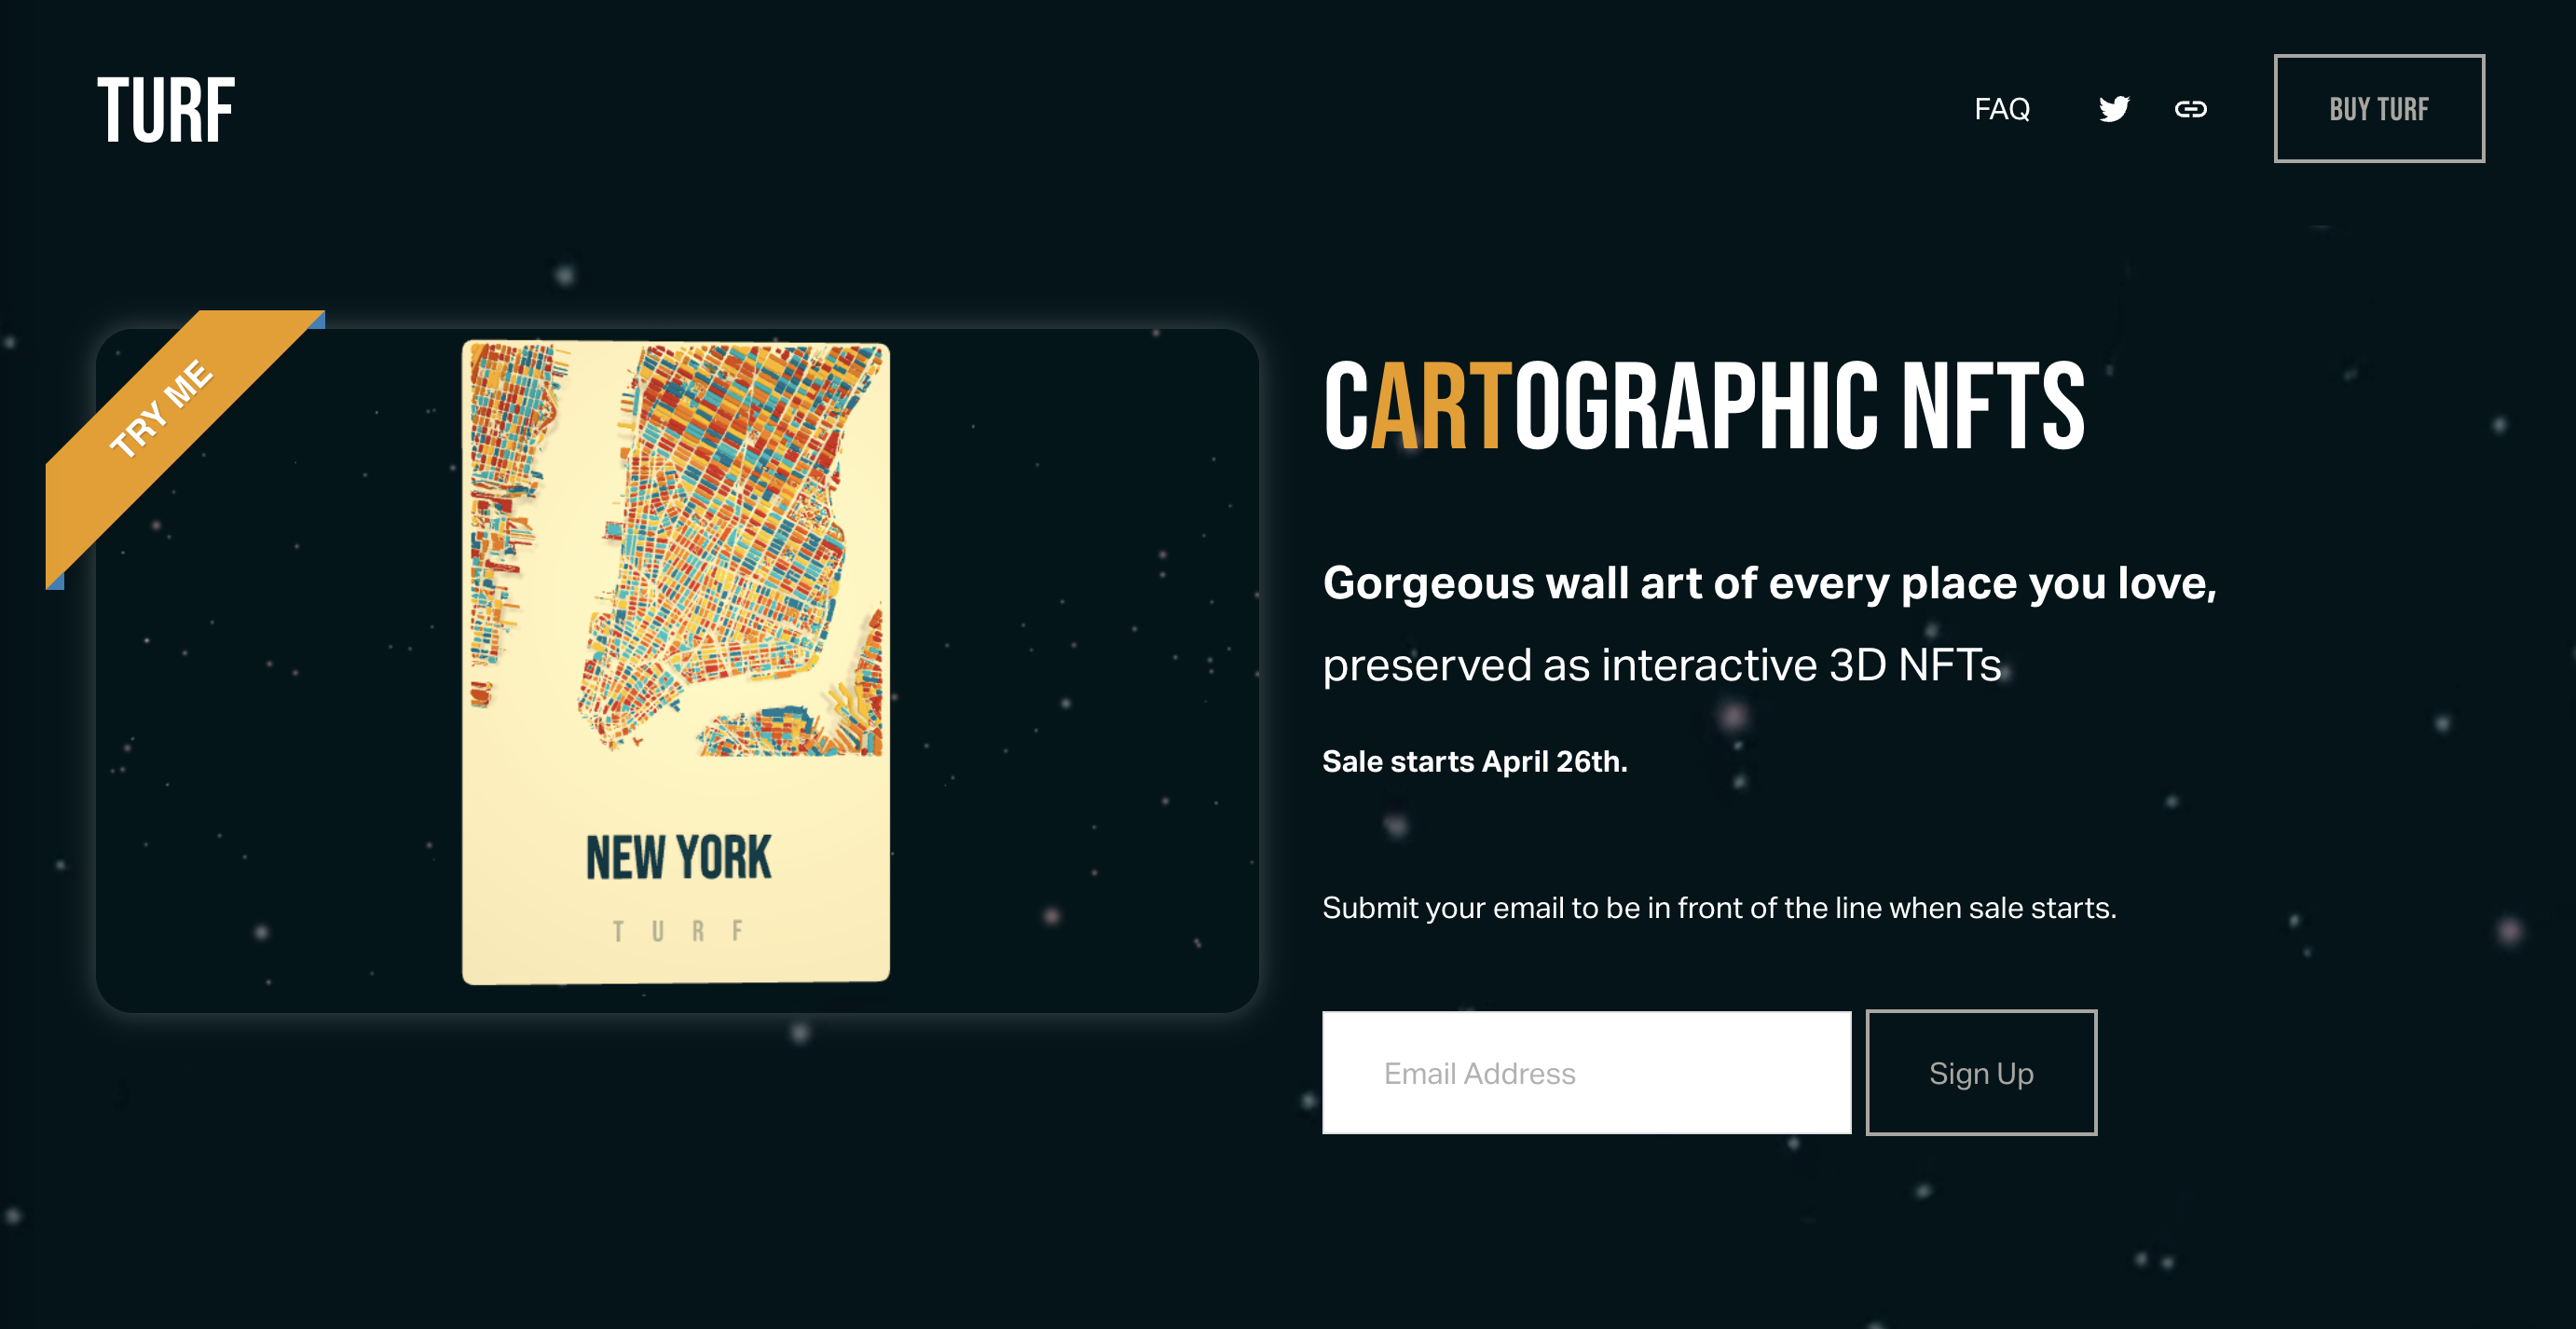 TURF
FAQ
BUY TURF
TRY ME
NEW YORK
TURF
CARTOGRAPHIC NFTS
Gorgeous wall art of every place you love,
preserved as interactive 3D NFTs
Sale starts April 26th.
Submit your email to be in front of the line when sale starts.
Email Address
Sign Up